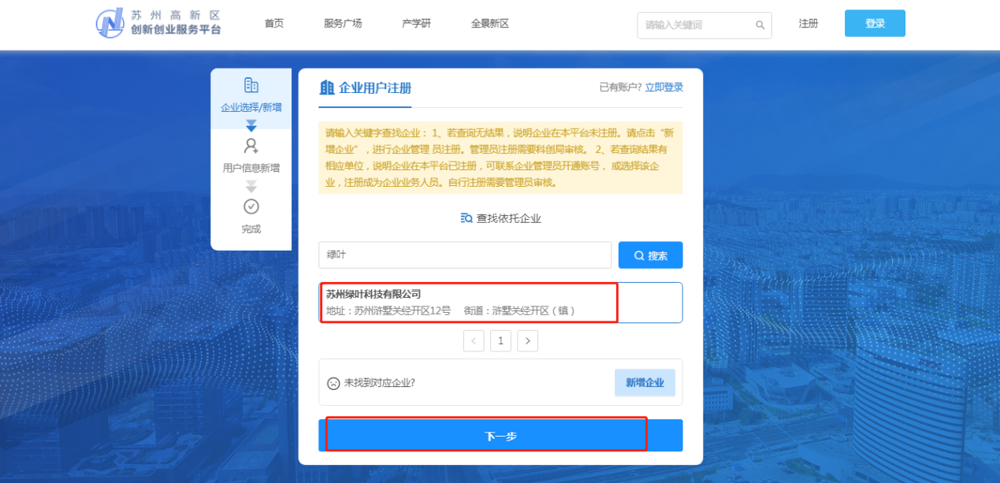 苏州高新区
创新创业服务平台
首页
服务广场
产学研
全景新区
请输入关键词
注册
登录
企业选择/新增
用户信息新增
完成
企业用户注册
已有账户? 立即登录
请输入关键字查找企业： 1、若查询无结果，说明企业在本平台未注册。请点击“新
增企业”，进行企业管理 员注册。管理员注册需要科创局审核。 2、若查询结果有
相应单位，说明企业在本平台已注册，可联系企业管理员开通账号， 或选择该企
业，注册成为企业业务人员。自行注册需要管理员审核。
查找依托企业
绿叶
搜索
苏州绿叶科技有限公司
地址：苏州浒墅关经开区12号 街道：浒墅关经开区（镇）
< 1 >
未找到对应企业?
新增企业
下一步